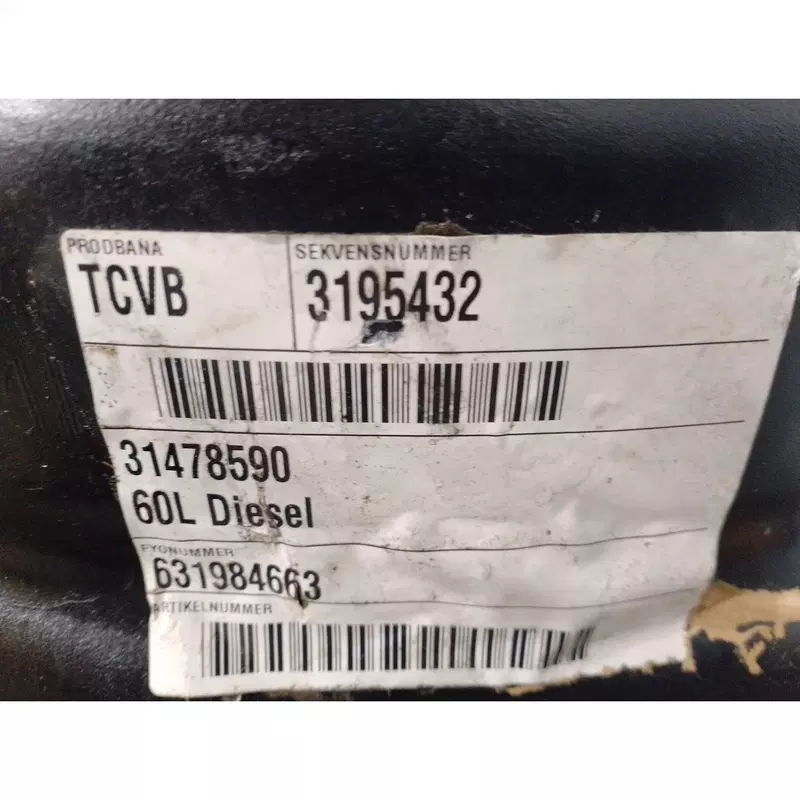 PRODBANA
SEKVENSNUMMER
TCVB
3195432
31478590
60L Diesel
FYONUMMER
631984663
ARTIKELNUMMER